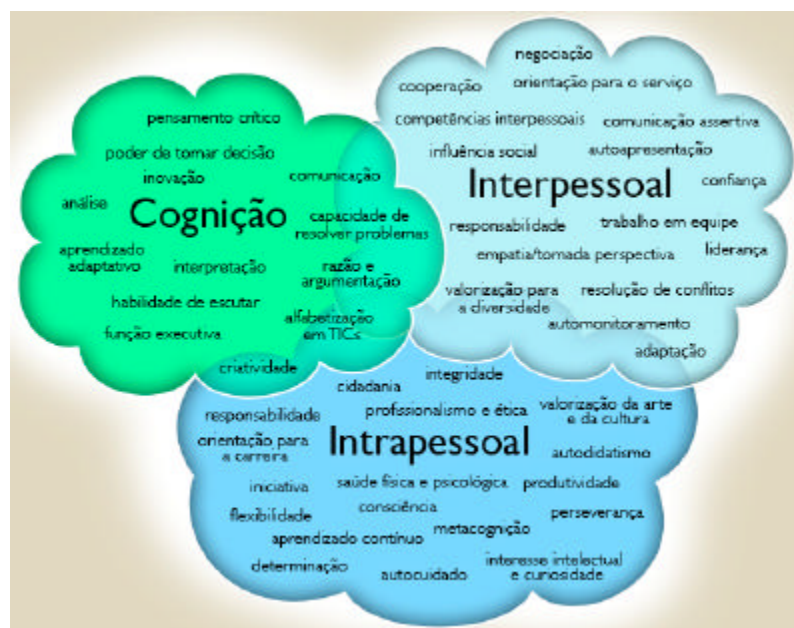 pensamento crítico
poder de tomar decisão
inovação
comunicação
análise
Cognição
capacidade de
resolver problemas
aprendizado
adaptativo
interpretação
razão e
argumentação
habilidade de escutar
função executiva
alfabetização
em TICs
criatividade
negociação
cooperação
orientação para o serviço
competências interpessoais
comunicação assertiva
influência social
autoapresentação
Interpessoal
confiança
responsabilidade
trabalho em equipe
empatia/tomada perspectiva
liderança
valorização para
a diversidade
resolução de conflitos
automonitoramento
adaptação
integridade
cidadania
responsabilidade
profissionalismo e ética
valorização da arte
e da cultura
orientação para
a carreira
Intrapessoal
autodidatismo
iniciativa
saúde física e psicológica
produtividade
flexibilidade
consciência
perseverança
metacognição
aprendizado contínuo
determinação
autocuidado
interesse intelectual
e curiosidade